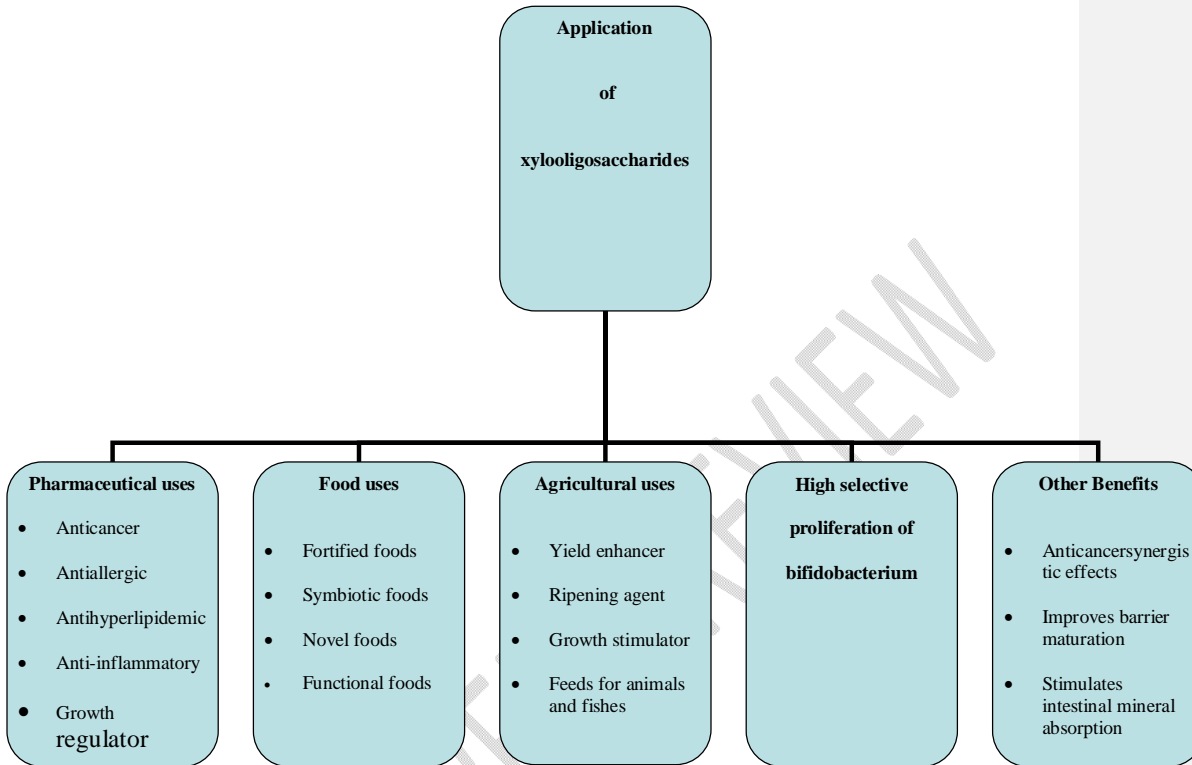 Application
of
xylooligosaccharides
Pharmaceutical uses
• Anticancer
• Antiallergic
• Antihyperlipidemic
• Anti-inflammatory
• Growth
regulator
Food uses
• Fortified foods
• Symbiotic foods
• Novel foods
• Functional foods
Agricultural uses
• Yield enhancer
• Ripening agent
• Growth stimulator
• Feeds for animals
and fishes
High selective
proliferation of
bifidobacterium
Other Benefits
• Anticancersynergis
tic effects
• Improves barrier
maturation
• Stimulates
intestinal mineral
absorption